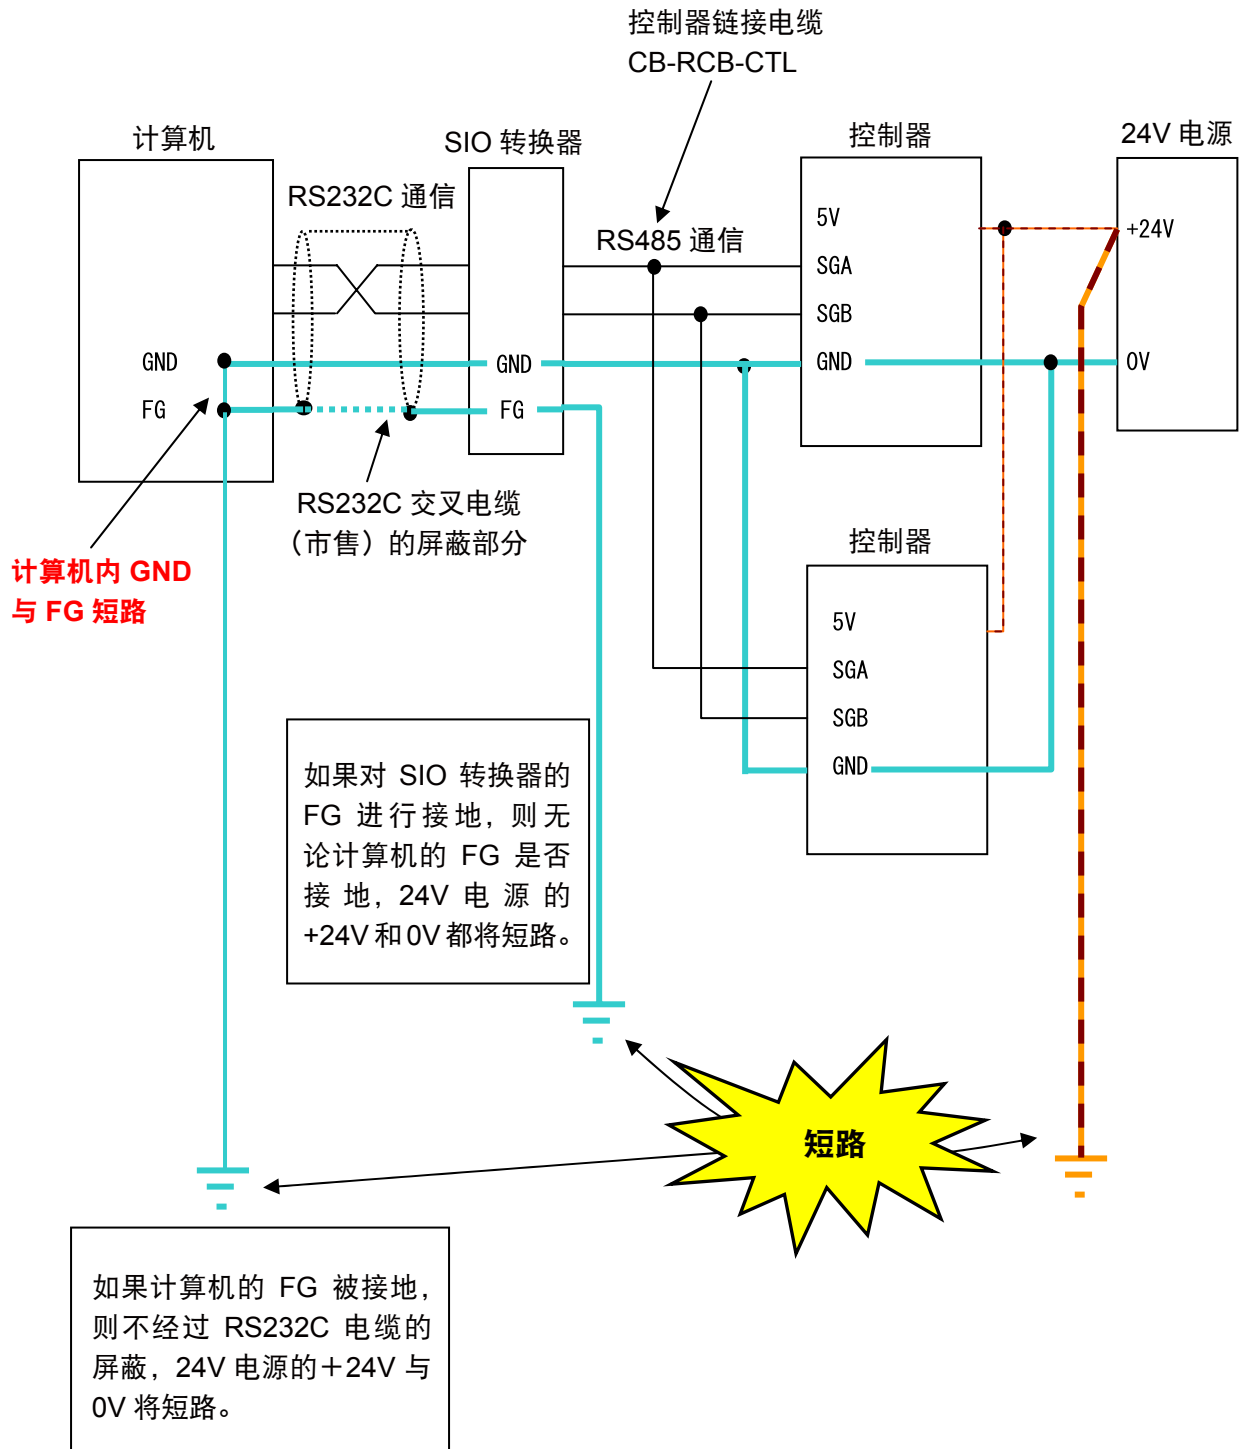 控制器链接电缆
CB-RCB-CTL
计算机
SIO 转换器
控制器
24V 电源
RS232C 通信
RS485 通信
5V
SGA
SGB
GND
+24V
0V
GND
FG
GND
FG
RS232C 交叉电缆
（市售）的屏蔽部分
计算机内 GND
与 FG 短路
控制器
5V
SGA
SGB
GND
如果对 SIO 转换器的
FG 进行接地，则无
论计算机的 FG 是否
接地，24V 电源的
+24V 和 0V 都将短路。
短路
如果计算机的 FG 被接地，
则不经过 RS232C 电缆的
屏蔽，24V 电源的＋24V 与
0V 将短路。